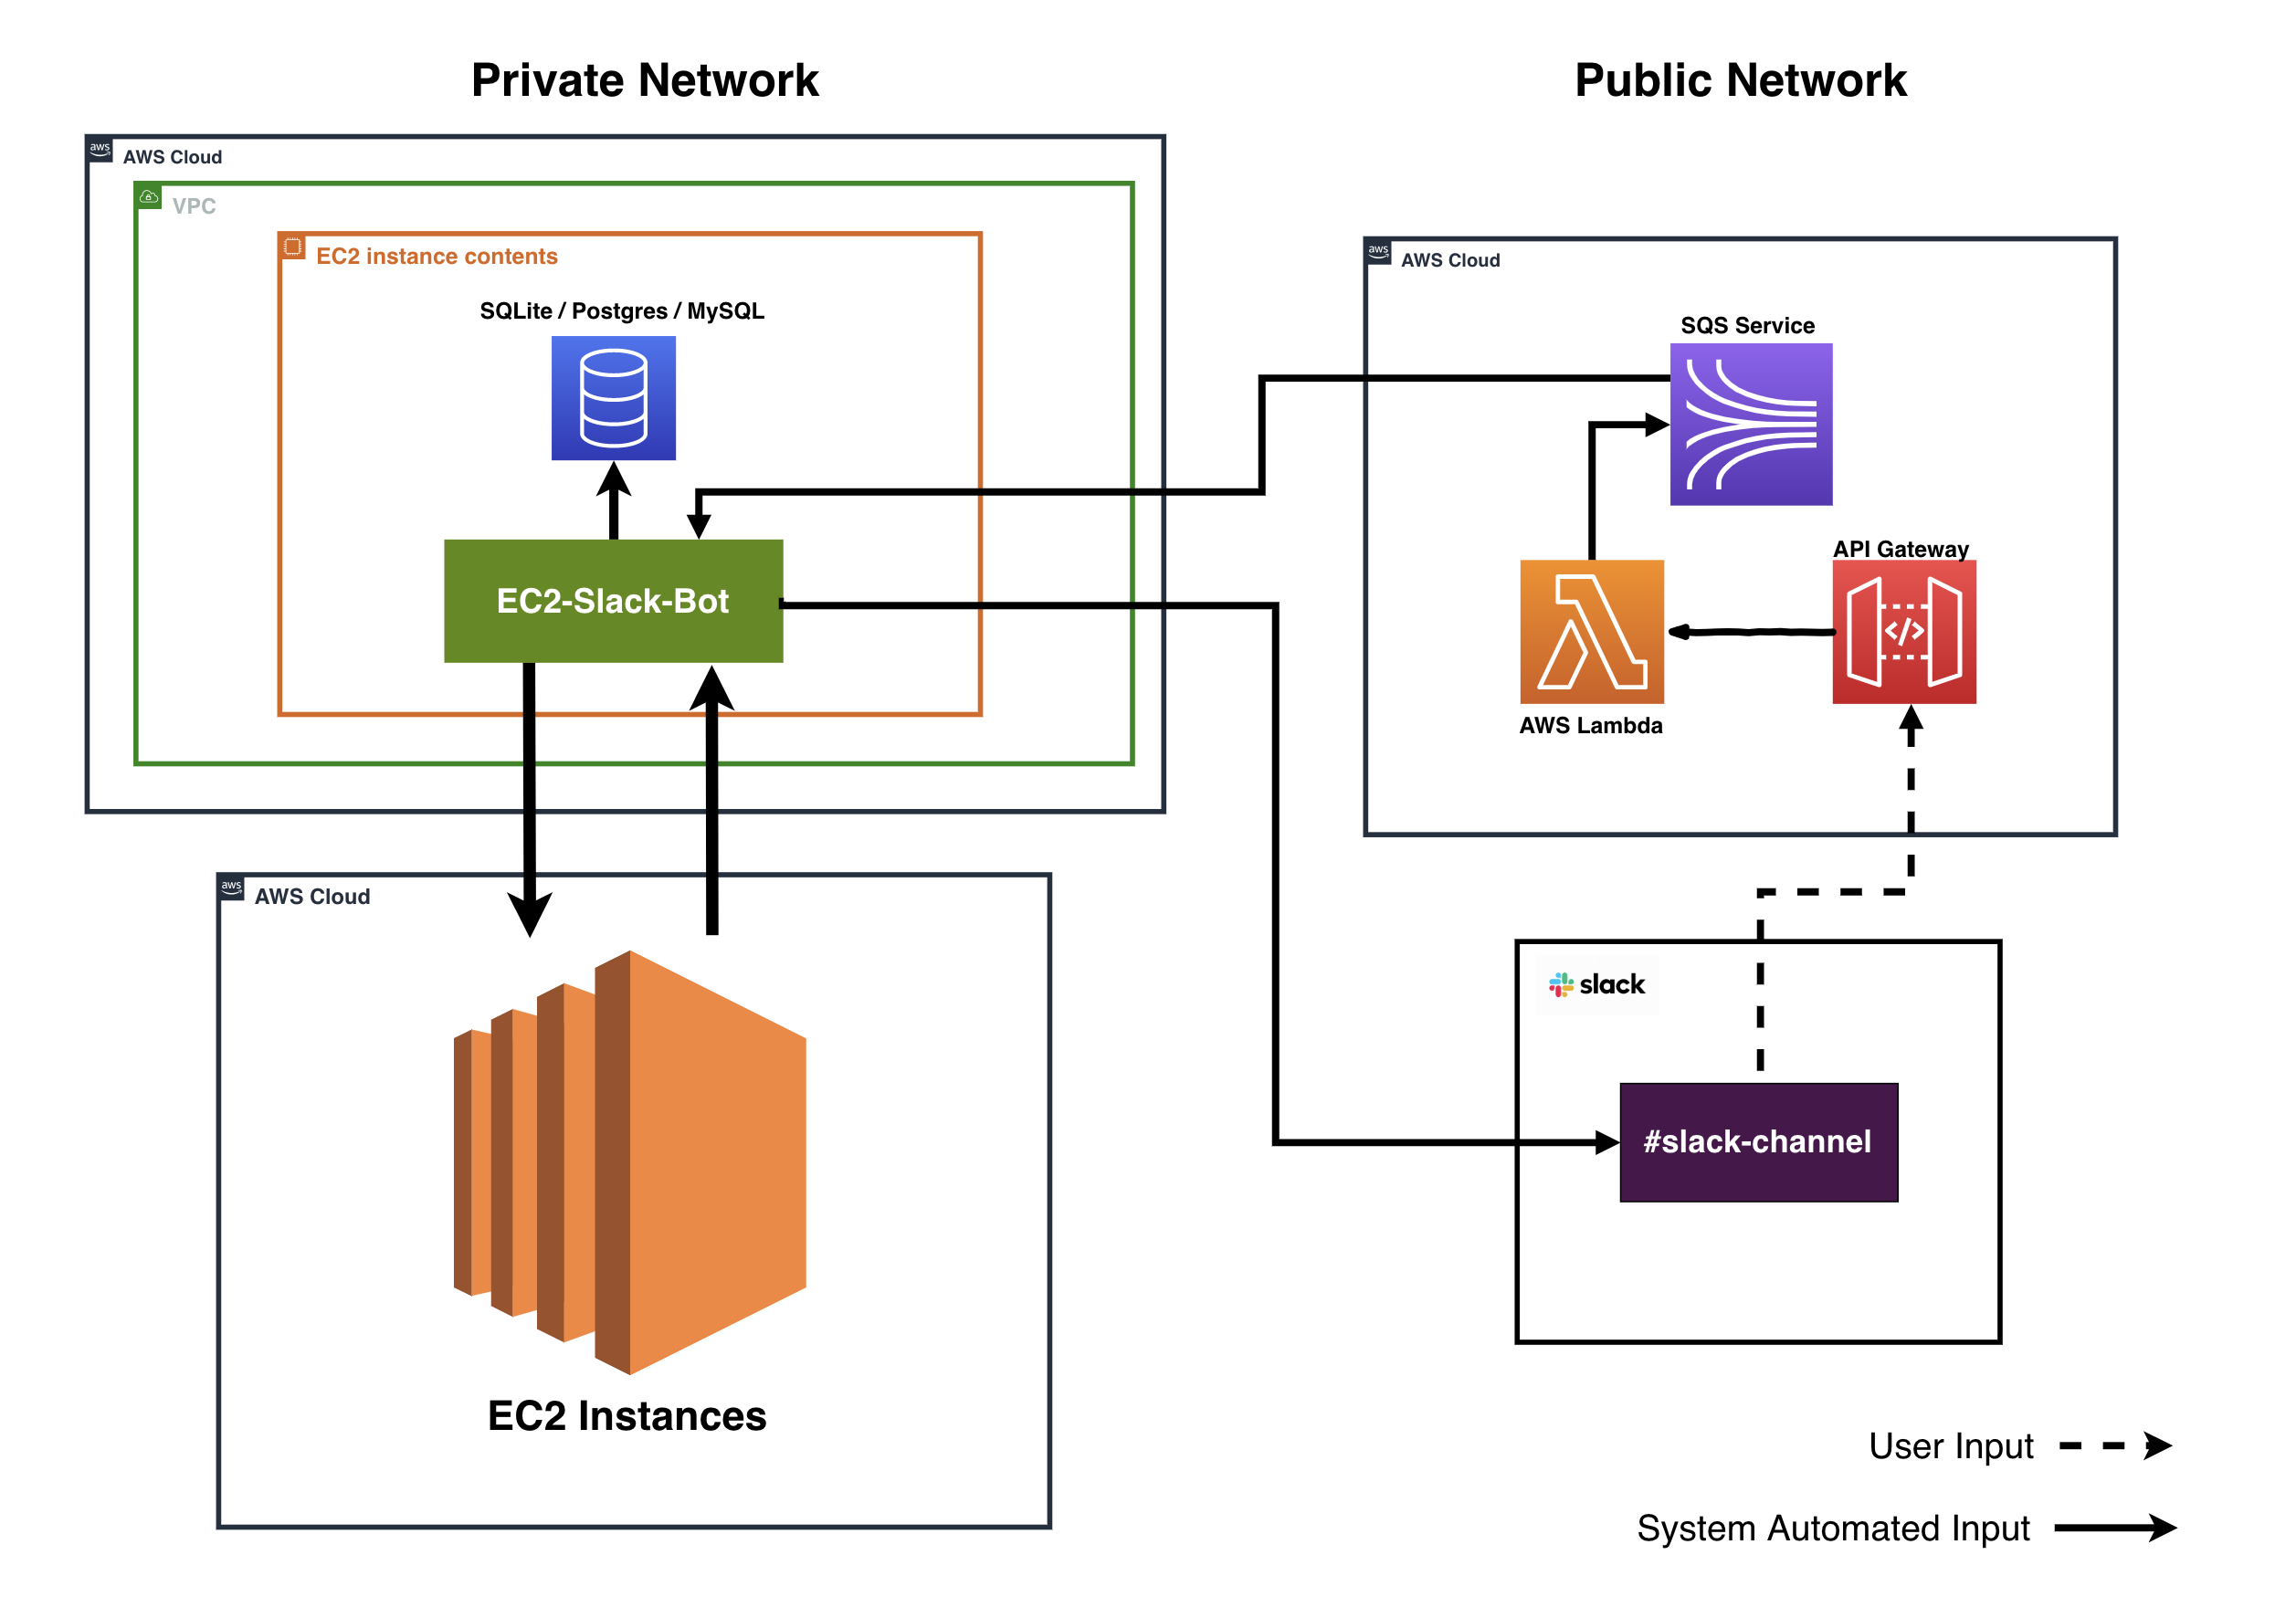 Private Network
Public Network
aws
AWS Cloud
VPC
EC2 instance contents
SQLite / Postgres / MySQL
EC2-Slack-Bot
aws
AWS Cloud
SQS Service
API Gateway
</>
AWS Lambda
aws
AWS Cloud
EC2 Instances
slack
#slack-channel
User Input
System Automated Input